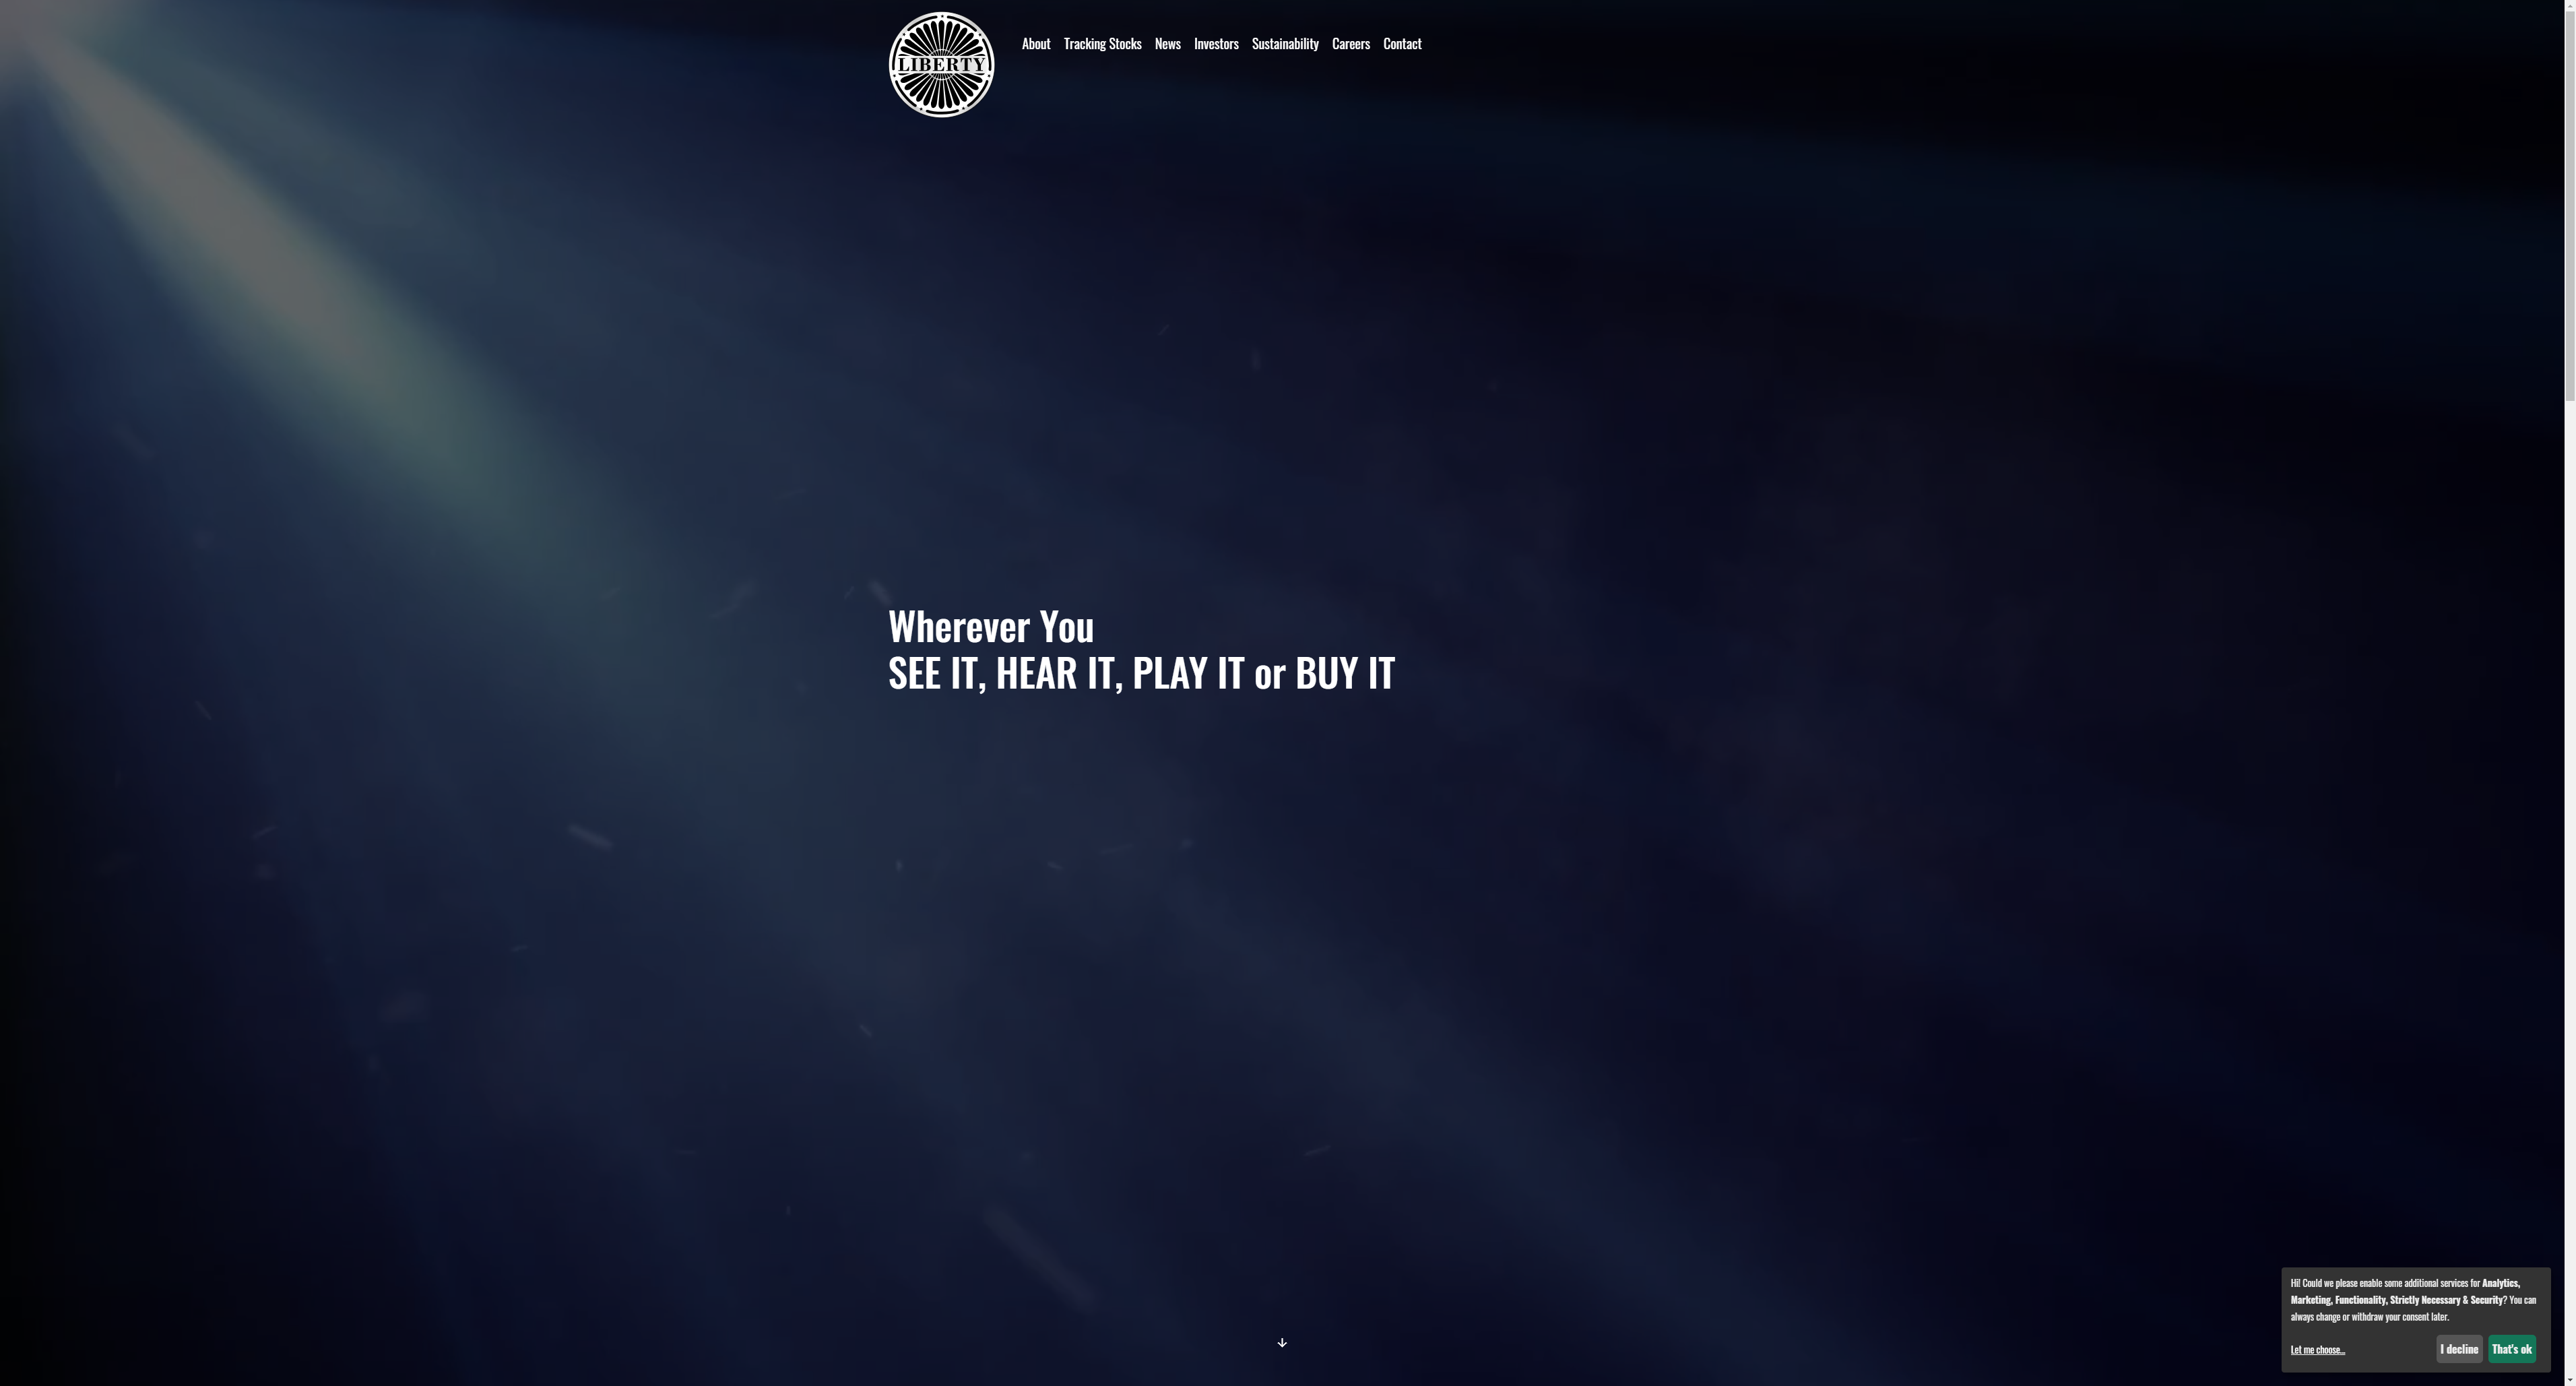 LIBERTY
About Tracking Stocks News Investors Sustainability Careers Contact
Wherever You
SEE IT, HEAR IT, PLAY IT or BUY IT
Hi! Could we please enable some additional services for Analytics,
Marketing, Functionality, Strictly Necessary & Security? You can
always change or withdraw your consent later.
Let me choose...
I decline
That's ok